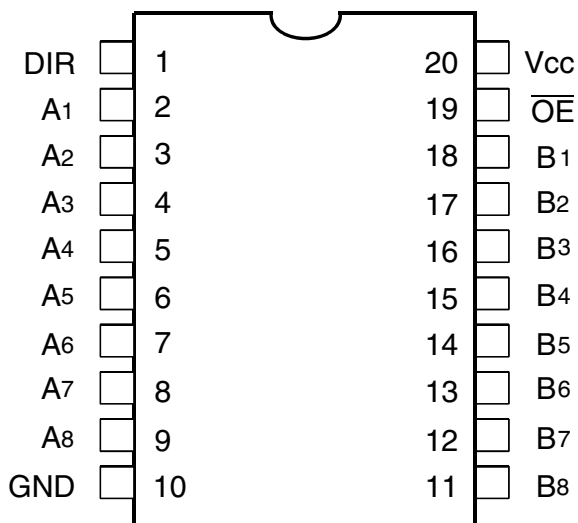 DIR 1 20 Vcc
A1 2 19 O̅E̅
A2 3 18 B1
A3 4 17 B2
A4 5 16 B3
A5 6 15 B4
A6 7 14 B5
A7 8 13 B6
A8 9 12 B7
GND 10 11 B8